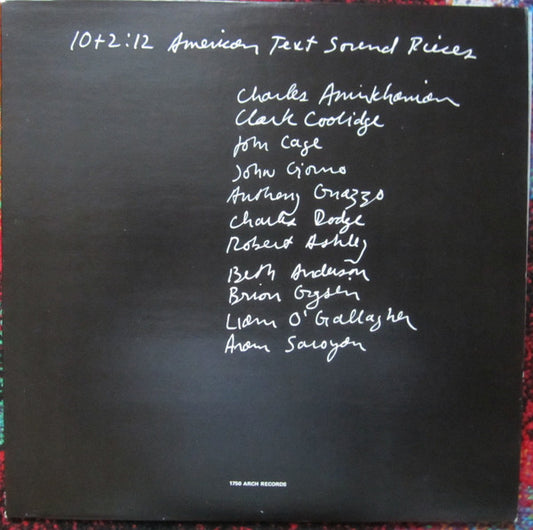 10+2:12 American Text Sound Pieces
Charles Amirkhanian
Clark Coolidge
John Cage
John Giorno
Anthony Gnazzo
Charles Dodge
Robert Ashley
Beth Anderson
Brion Gysin
Liam O'Gallagher
Aram Saroyan
1750 ARCH RECORDS